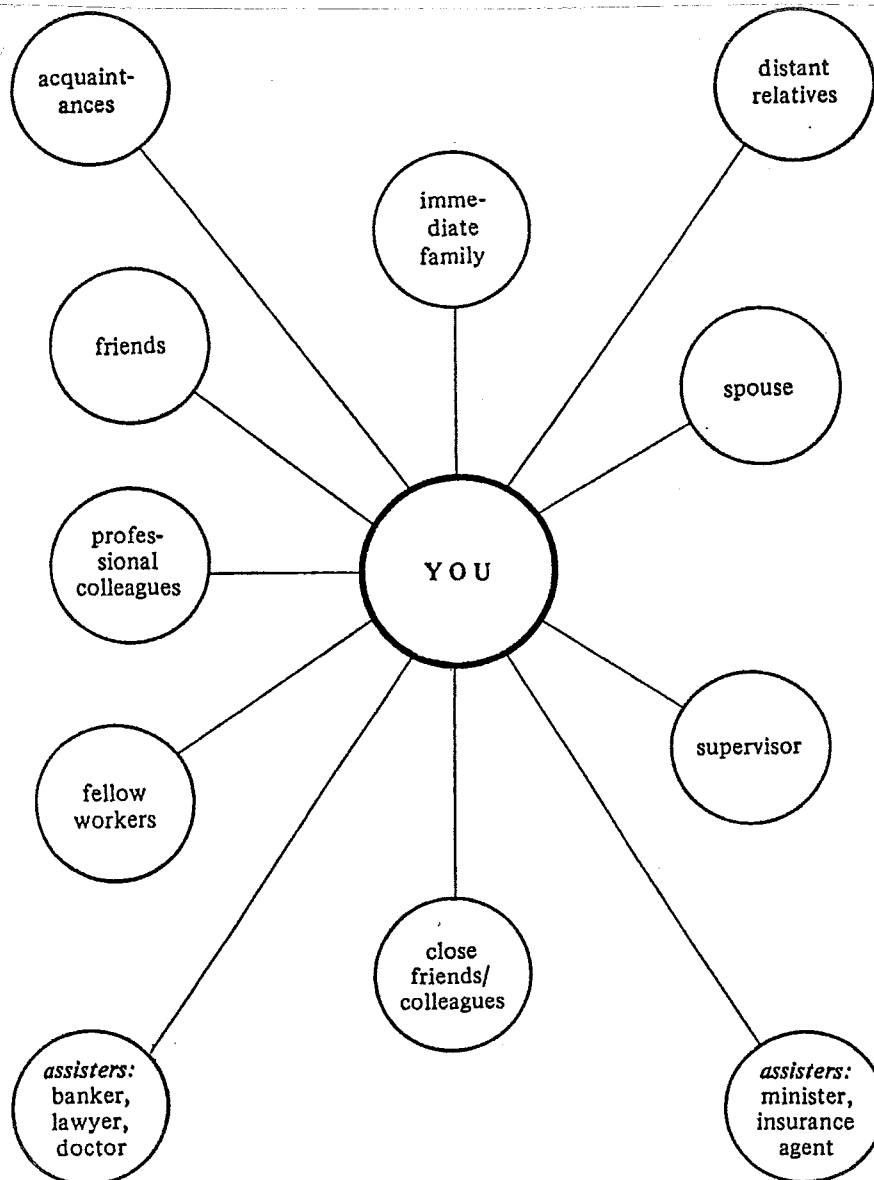 acquaint-
ances
distant
relatives
imme-
diate
family
friends
spouse
profes-
sional
colleagues
YOU
fellow
workers
supervisor
close
friends/
colleagues
assisters:
banker,
lawyer,
doctor
assisters:
minister,
insurance
agent